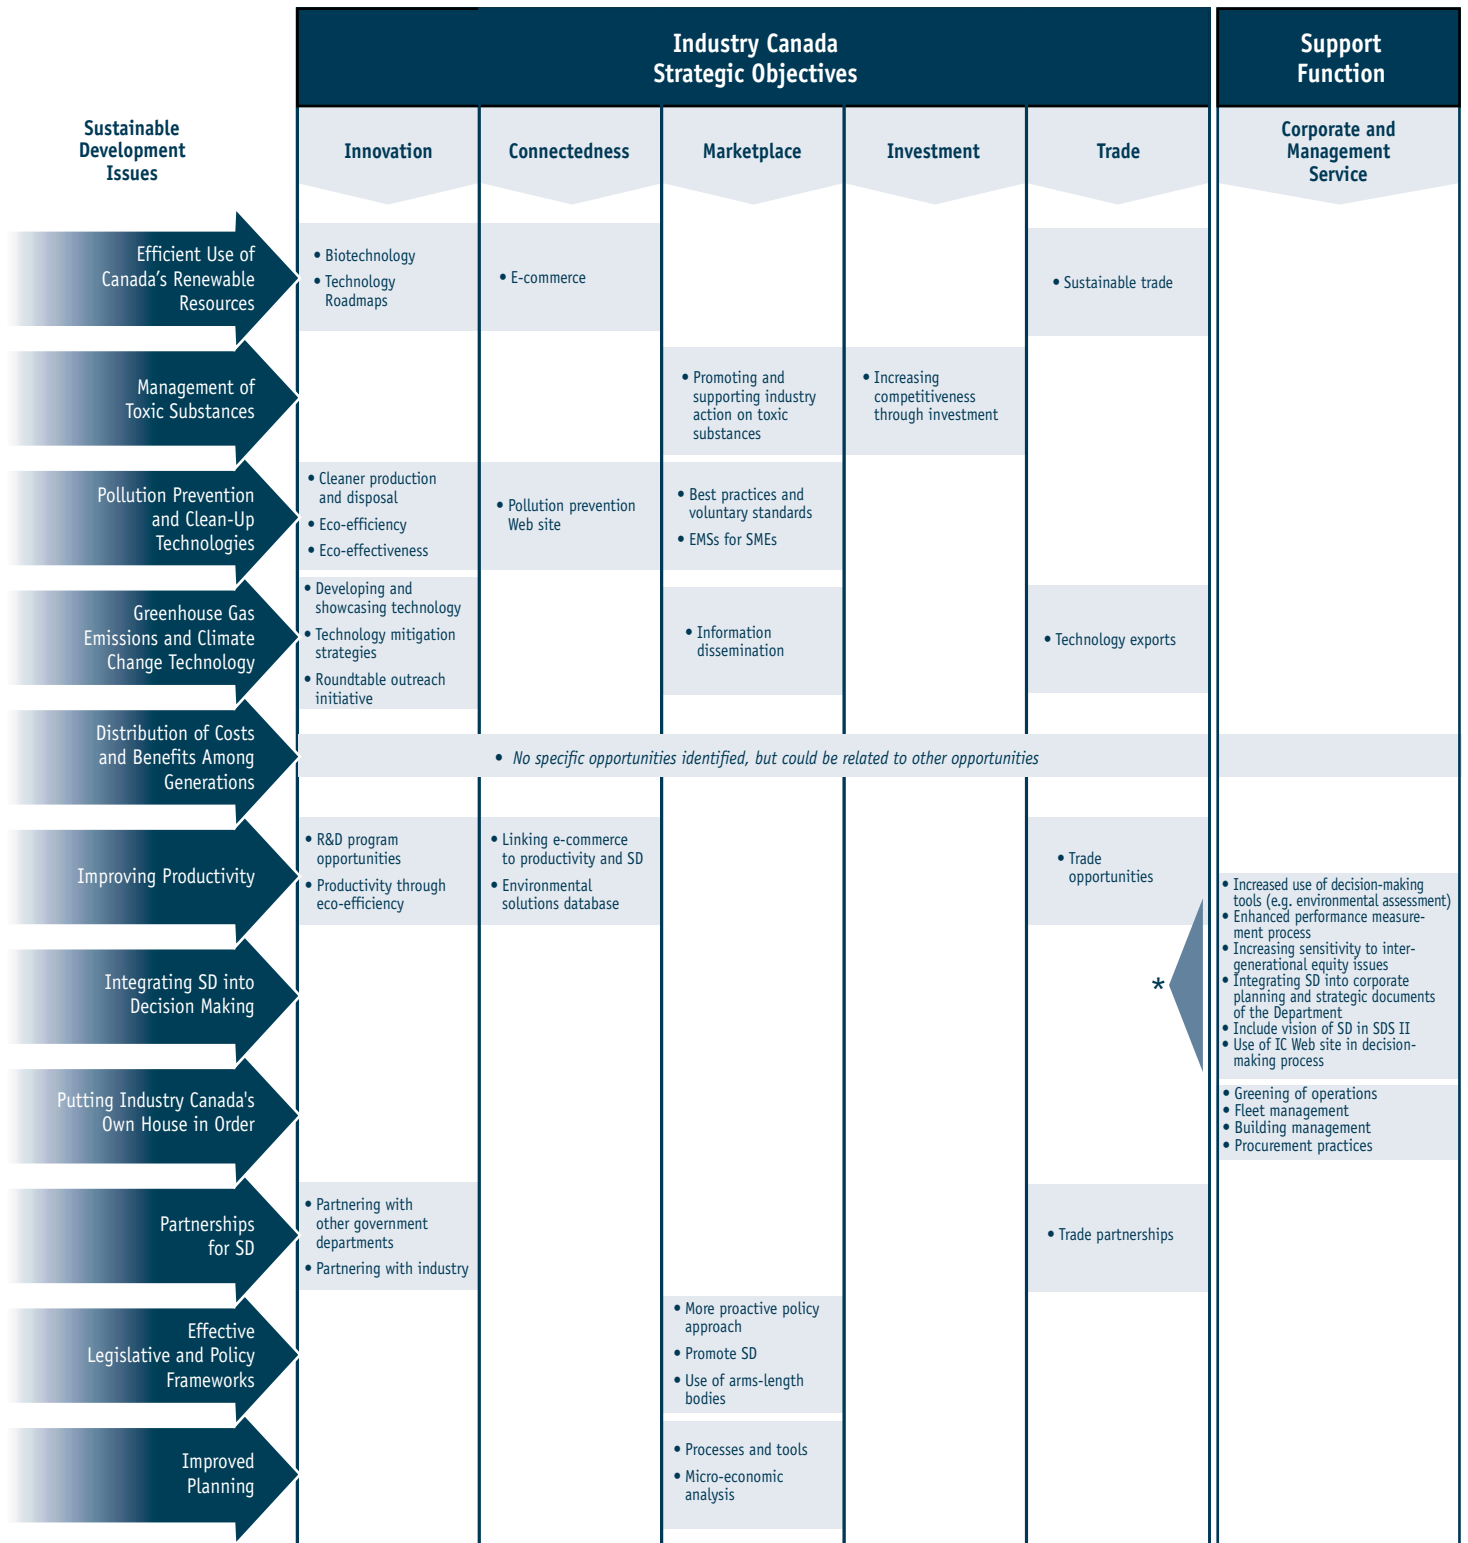 Industry Canada
Strategic Objectives
Support
Function
Sustainable
Development
Issues
Innovation
Connectedness
Marketplace
Investment
Trade
Corporate and
Management
Service
Efficient Use of
Canada's Renewable
Resources
• Biotechnology
• Technology
Roadmaps
• E-commerce
• Sustainable trade
Management of
Toxic Substances
• Promoting and
supporting industry
action on toxic
substances
• Increasing
competitiveness
through investment
Pollution Prevention
and Clean-Up
Technologies
• Cleaner production
and disposal
• Eco-efficiency
• Eco-effectiveness
• Pollution prevention
Web site
• Best practices and
voluntary standards
• EMSs for SMEs
Greenhouse Gas
Emissions and Climate
Change Technology
• Developing and
showcasing technology
• Technology mitigation
strategies
• Roundtable outreach
initiative
• Information
dissemination
• Technology exports
Distribution of Costs
and Benefits Among
Generations
• No specific opportunities identified, but could be related to other opportunities
Improving Productivity
• R&D program
opportunities
• Productivity through
eco-efficiency
• Linking e-commerce
to productivity and SD
• Environmental
solutions database
• Trade
opportunities
Integrating SD into
Decision Making
*
• Increased use of decision-making
tools (e.g. environmental assessment)
• Enhanced performance measure-
ment process
• Increasing sensitivity to inter-
generational equity issues
• Integrating SD into corporate
planning and strategic documents
of the Department
• Include vision of SD in SDS II
• Use of IC Web site in decision-
making process
Putting Industry Canada's
Own House in Order
• Greening of operations
• Fleet management
• Building management
• Procurement practices
Partnerships
for SD
• Partnering with
other government
departments
• Partnering with industry
• Trade partnerships
Effective
Legislative and Policy
Frameworks
• More proactive policy
approach
• Promote SD
• Use of arms-length
bodies
Improved
Planning
• Processes and tools
• Micro-economic
analysis